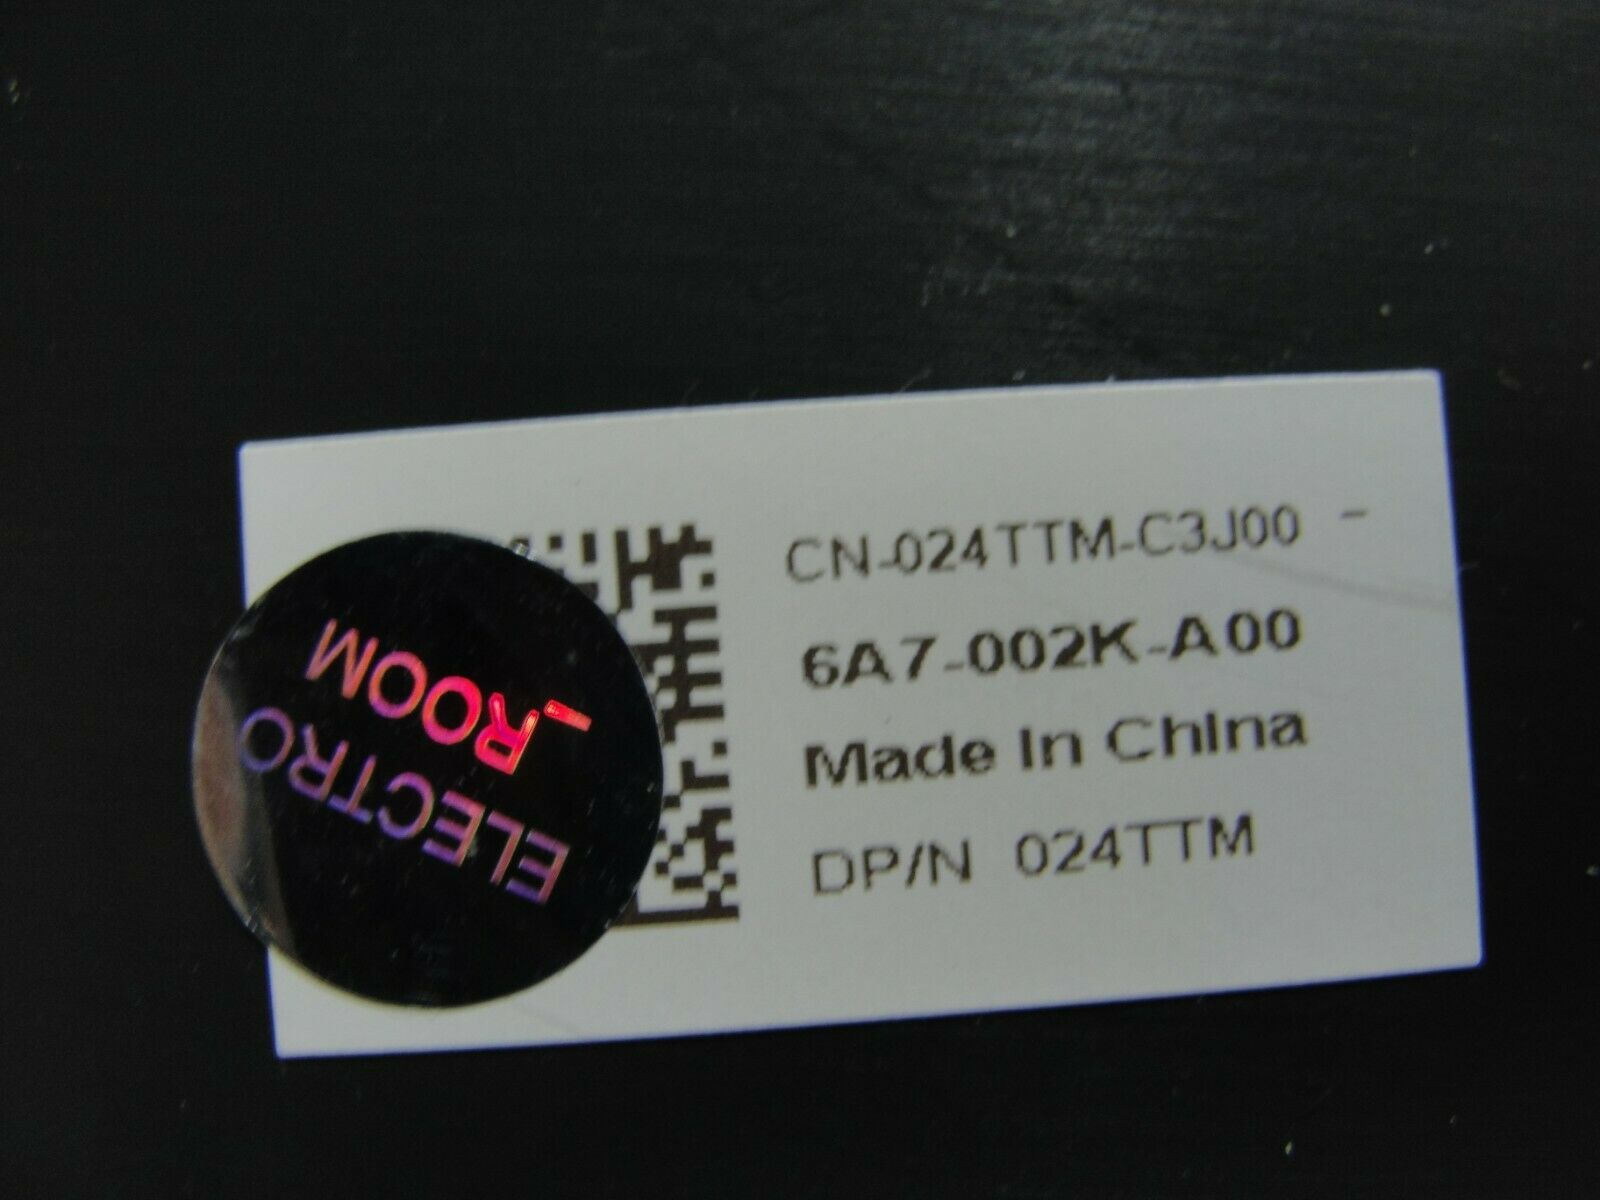 CN-024TTM-C3J00 -
6A7-002K-A00
Made In China
DP/N 024TTM
ELECTRO
_ROOM